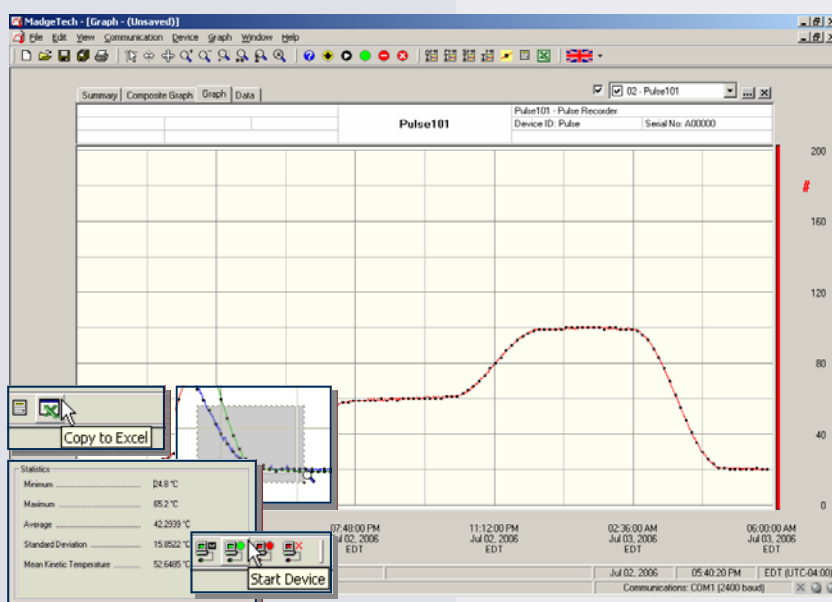 MadgeTech - [Graph - (Unsaved)]
File Edit View Communication Device Graph Window Help
Summary Composite Graph Graph Data
02 - Pulse101
Pulse101
Pulse101 - Pulse Recorder
Device ID: Pulse Serial No: A00000
200
#
160
120
80
40
0
Copy to Excel
Statistics
Minimum 24.8 °C
Maximum 65.2 °C
Average 42.2939 °C
Standard Deviation 15.8522 °C
Mean Kinetic Temperature 52.6485 °C
Start Device
07:48:00 PM
Jul 02, 2006
EDT
11:12:00 PM
Jul 02, 2006
EDT
02:36:00 AM
Jul 03, 2006
EDT
06:00:00 AM
Jul 03, 2006
EDT
Jul 02, 2006 05:40:20 PM EDT (UTC-04:00)
Communications: COM1 (2400 baud)